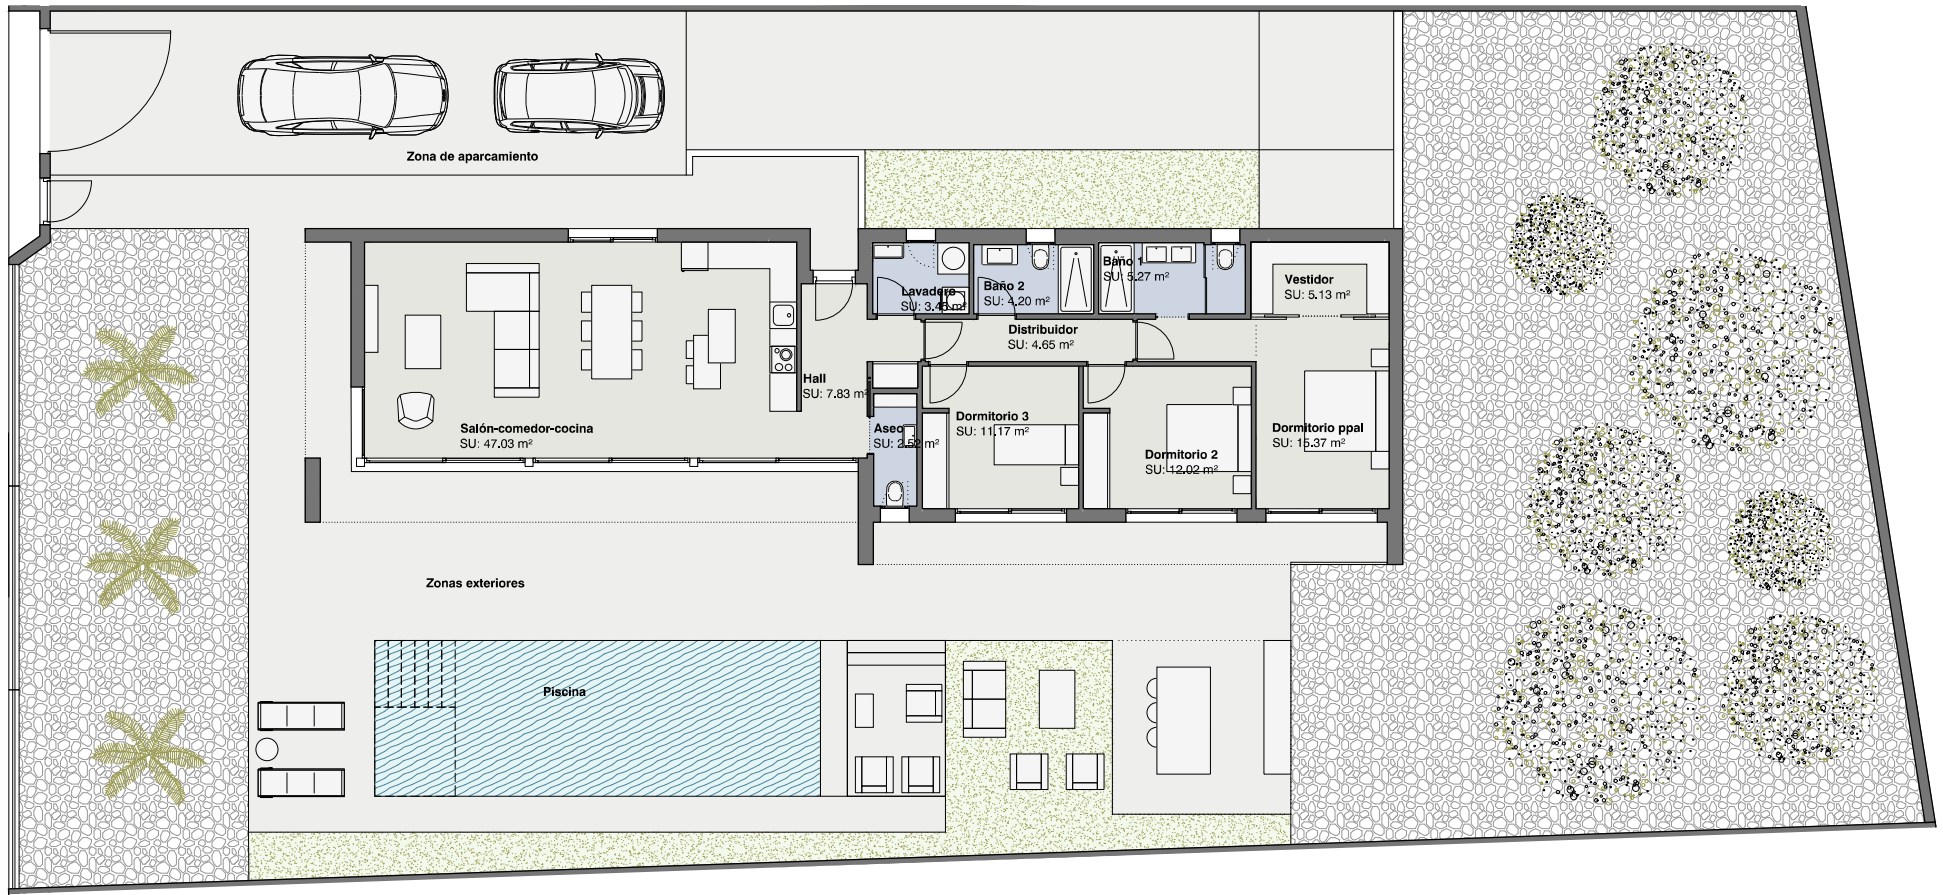 Zona de aparcamiento
Baño 1
SU: 5.27 m²
Vestidor
SU: 5.13 m²
Lavadero
SU: 3.45 m²
Baño 2
SU: 4.20 m²
Distribuidor
SU: 4.65 m²
Hall
SU: 7.83 m²
Salón-comedor-cocina
SU: 47.03 m²
Aseo
SU: 2.52 m²
Dormitorio 3
SU: 11.17 m²
Dormitorio 2
SU: 12.02 m²
Dormitorio ppal
SU: 15.37 m²
Zonas exteriores
Piscina